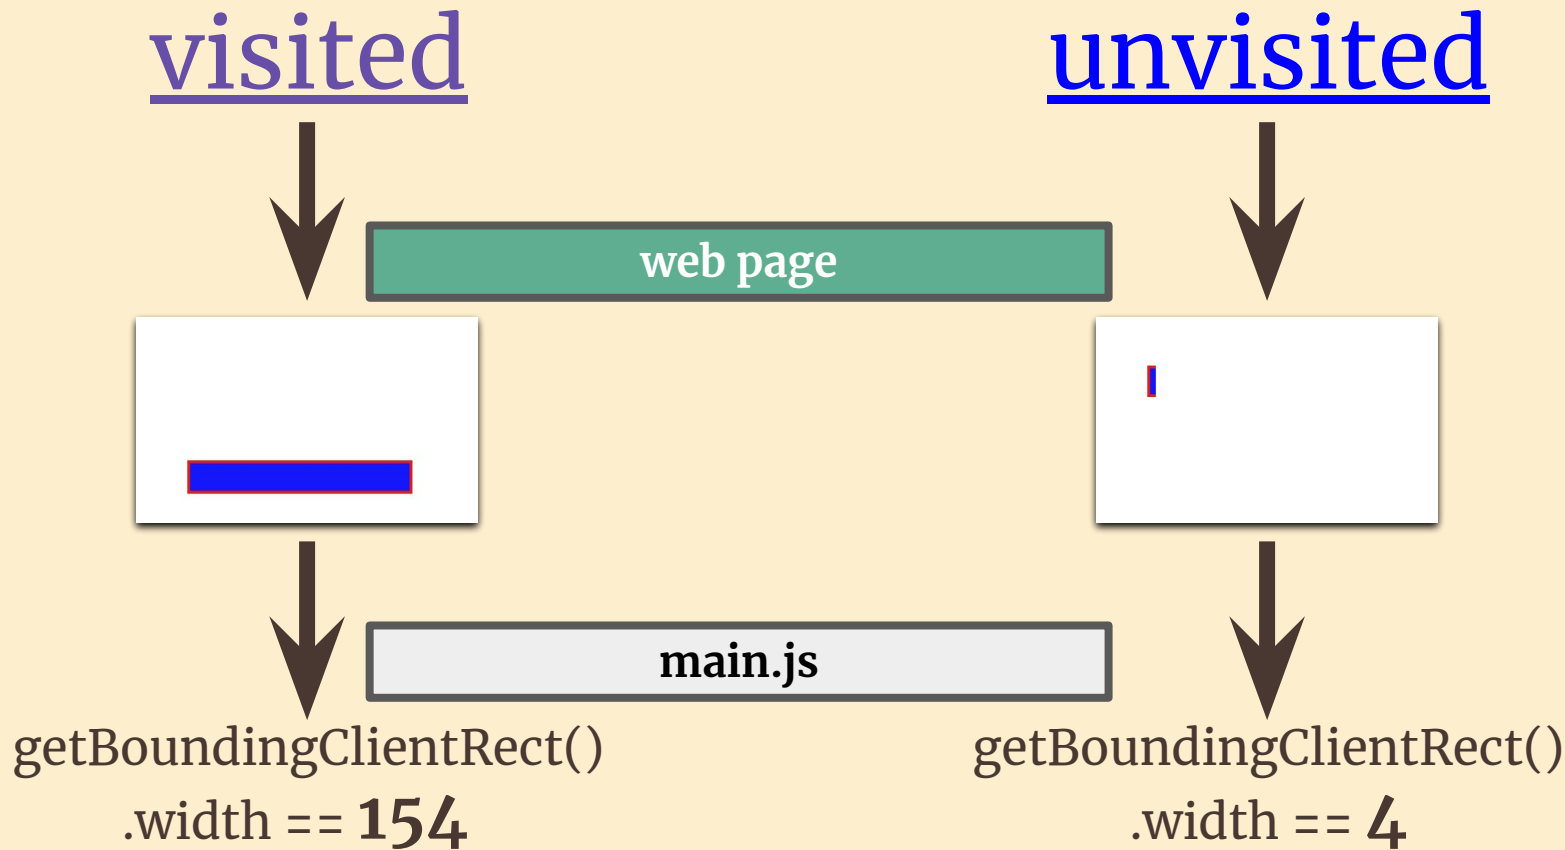 visited
unvisited
web page
main.js
getBoundingClientRect()
.width == 154
getBoundingClientRect()
.width == 4